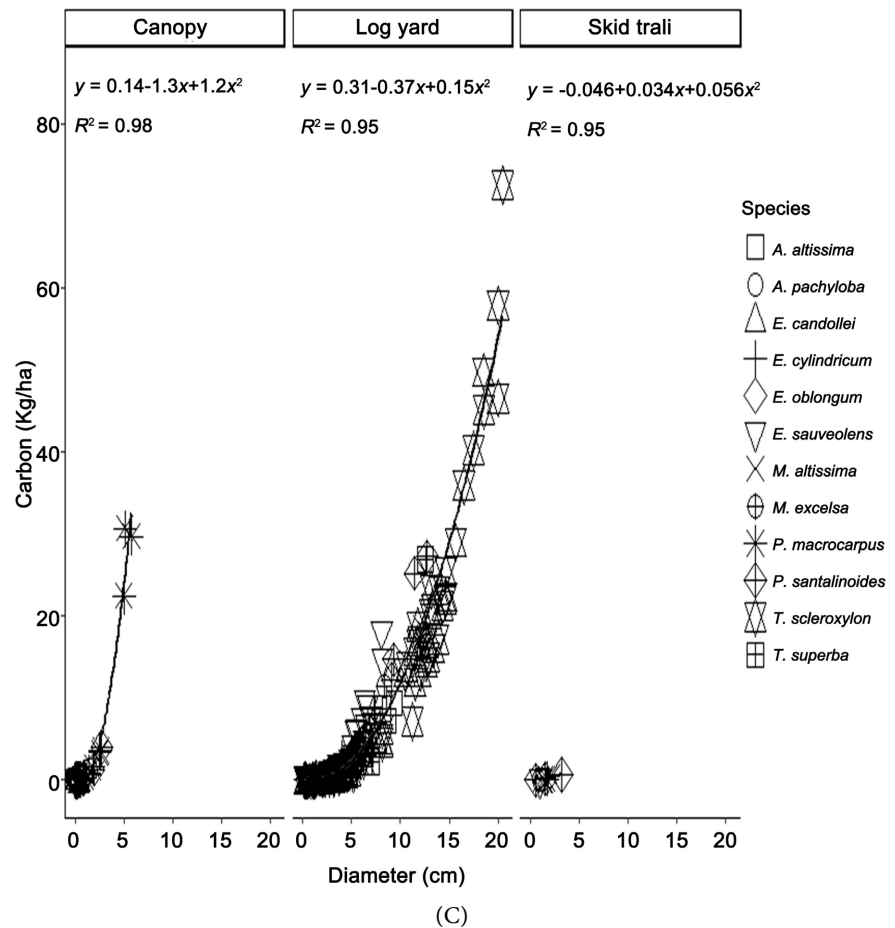 Canopy
Log yard
Skid trali
y = 0.14-1.3x+1.2x²
y = 0.31-0.37x+0.15x²
y = -0.046+0.034x+0.056x²
R² = 0.98
R² = 0.95
R² = 0.95
80
60
40
20
0
Carbon (Kg/ha)
0 5 10 15 20
0 5 10 15 20
0 5 10 15 20
Diameter (cm)
Species
A. altissima
A. pachyloba
E. candollei
E. cylindricum
E. oblongum
E. sauveolens
M. altissima
M. excelsa
P. macrocarpus
P. santalinoides
T. scleroxylon
T. superba
(C)